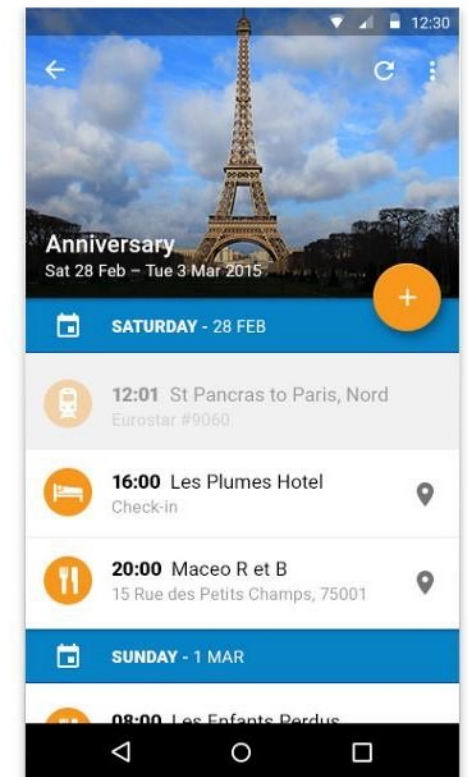 12:30
Anniversary
Sat 28 Feb – Tue 3 Mar 2015
SATURDAY - 28 FEB
12:01 St Pancras to Paris, Nord
Eurostar #9060
16:00 Les Plumes Hotel
Check-in
20:00 Maceo R et B
15 Rue des Petits Champs, 75001
SUNDAY - 1 MAR
08:00 Les Enfants Perdus